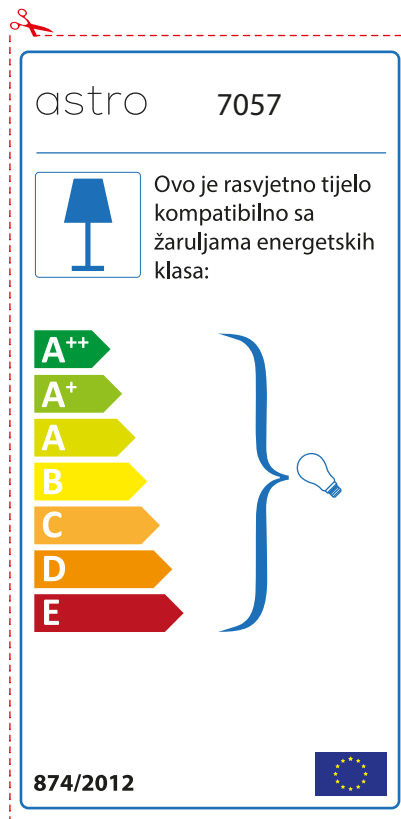 astro 7057
Ovo je rasvjetno tijelo
kompatibilno sa
žaruljama energetskih
klasa:
A++
A+
A
B
C
D
E
874/2012